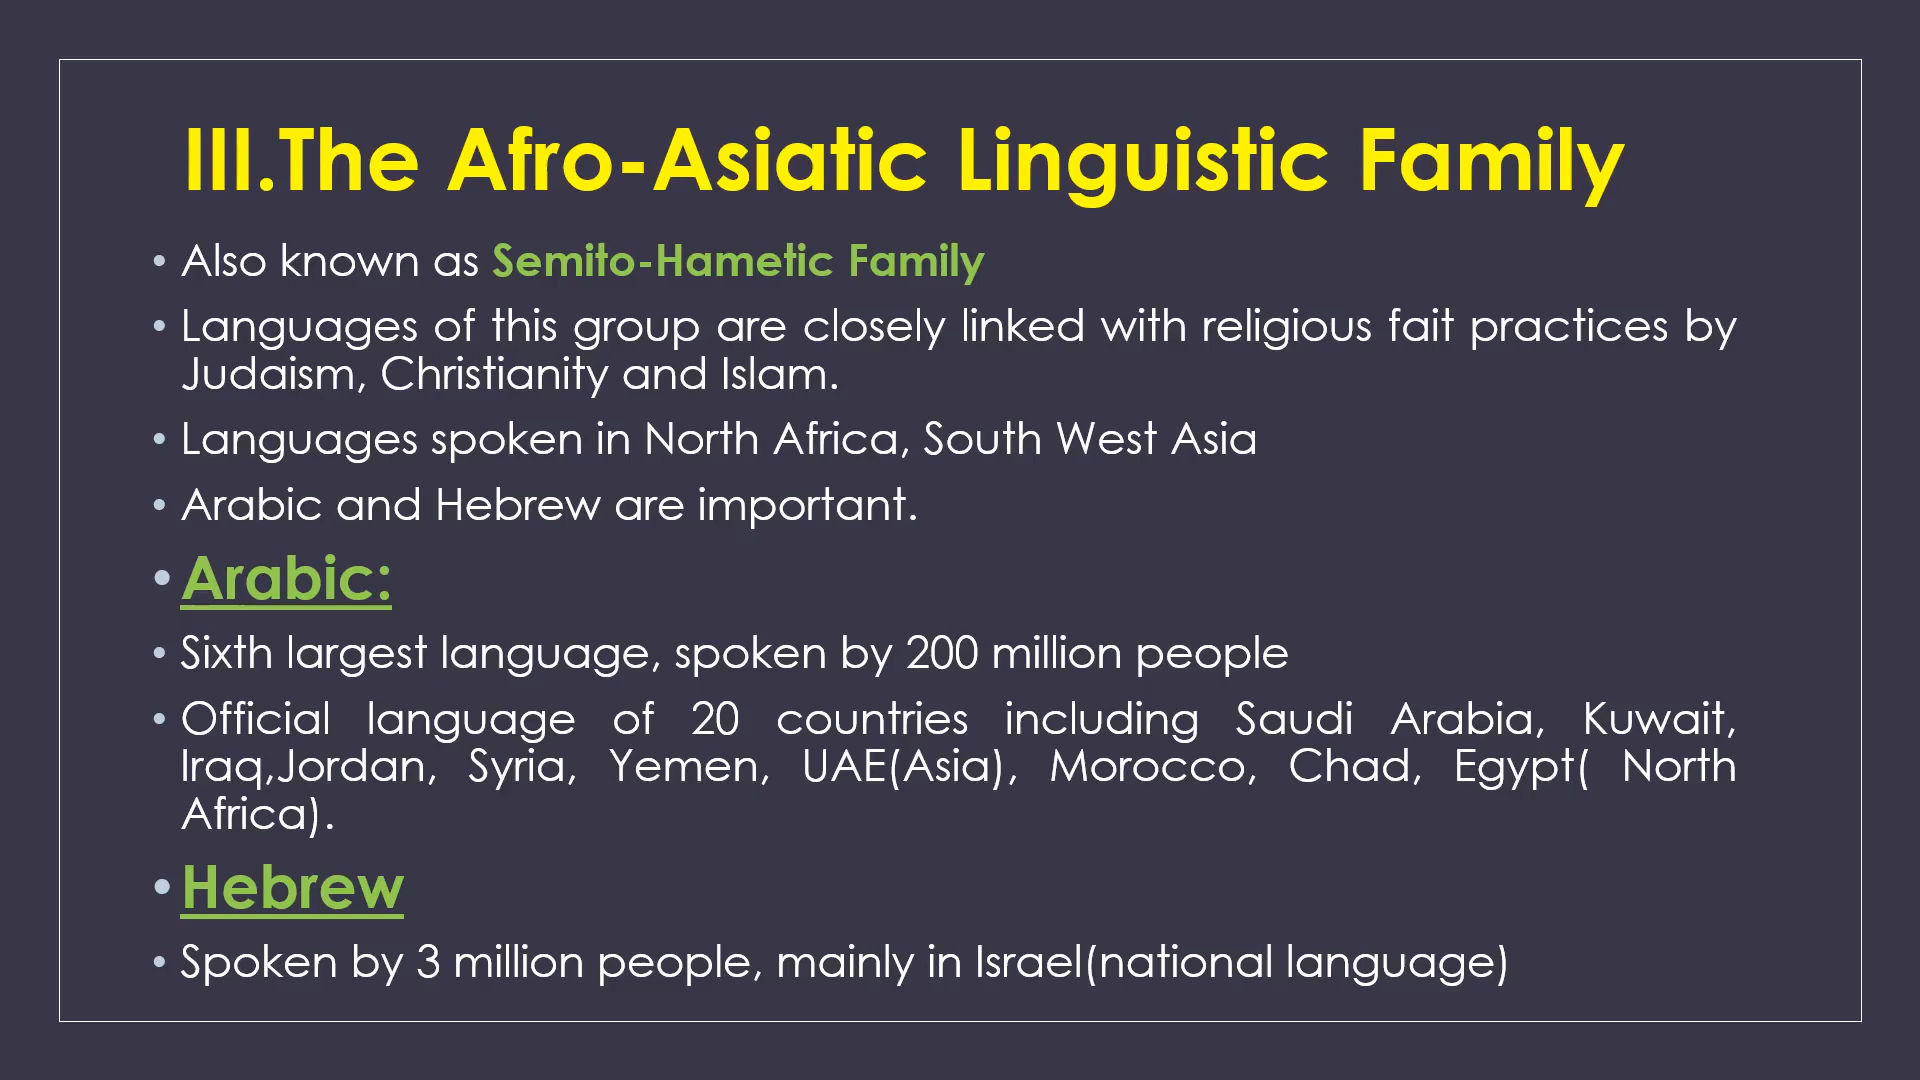 III.The Afro-Asiatic Linguistic Family
• Also known as Semito-Hametic Family
• Languages of this group are closely linked with religious fait practices by
Judaism, Christianity and Islam.
• Languages spoken in North Africa, South West Asia
• Arabic and Hebrew are important.
• Arabic:
• Sixth largest language, spoken by 200 million people
• Official language of 20 countries including Saudi Arabia, Kuwait,
Iraq,Jordan, Syria, Yemen, UAE(Asia), Morocco, Chad, Egypt( North
Africa).
• Hebrew
• Spoken by 3 million people, mainly in Israel(national language)